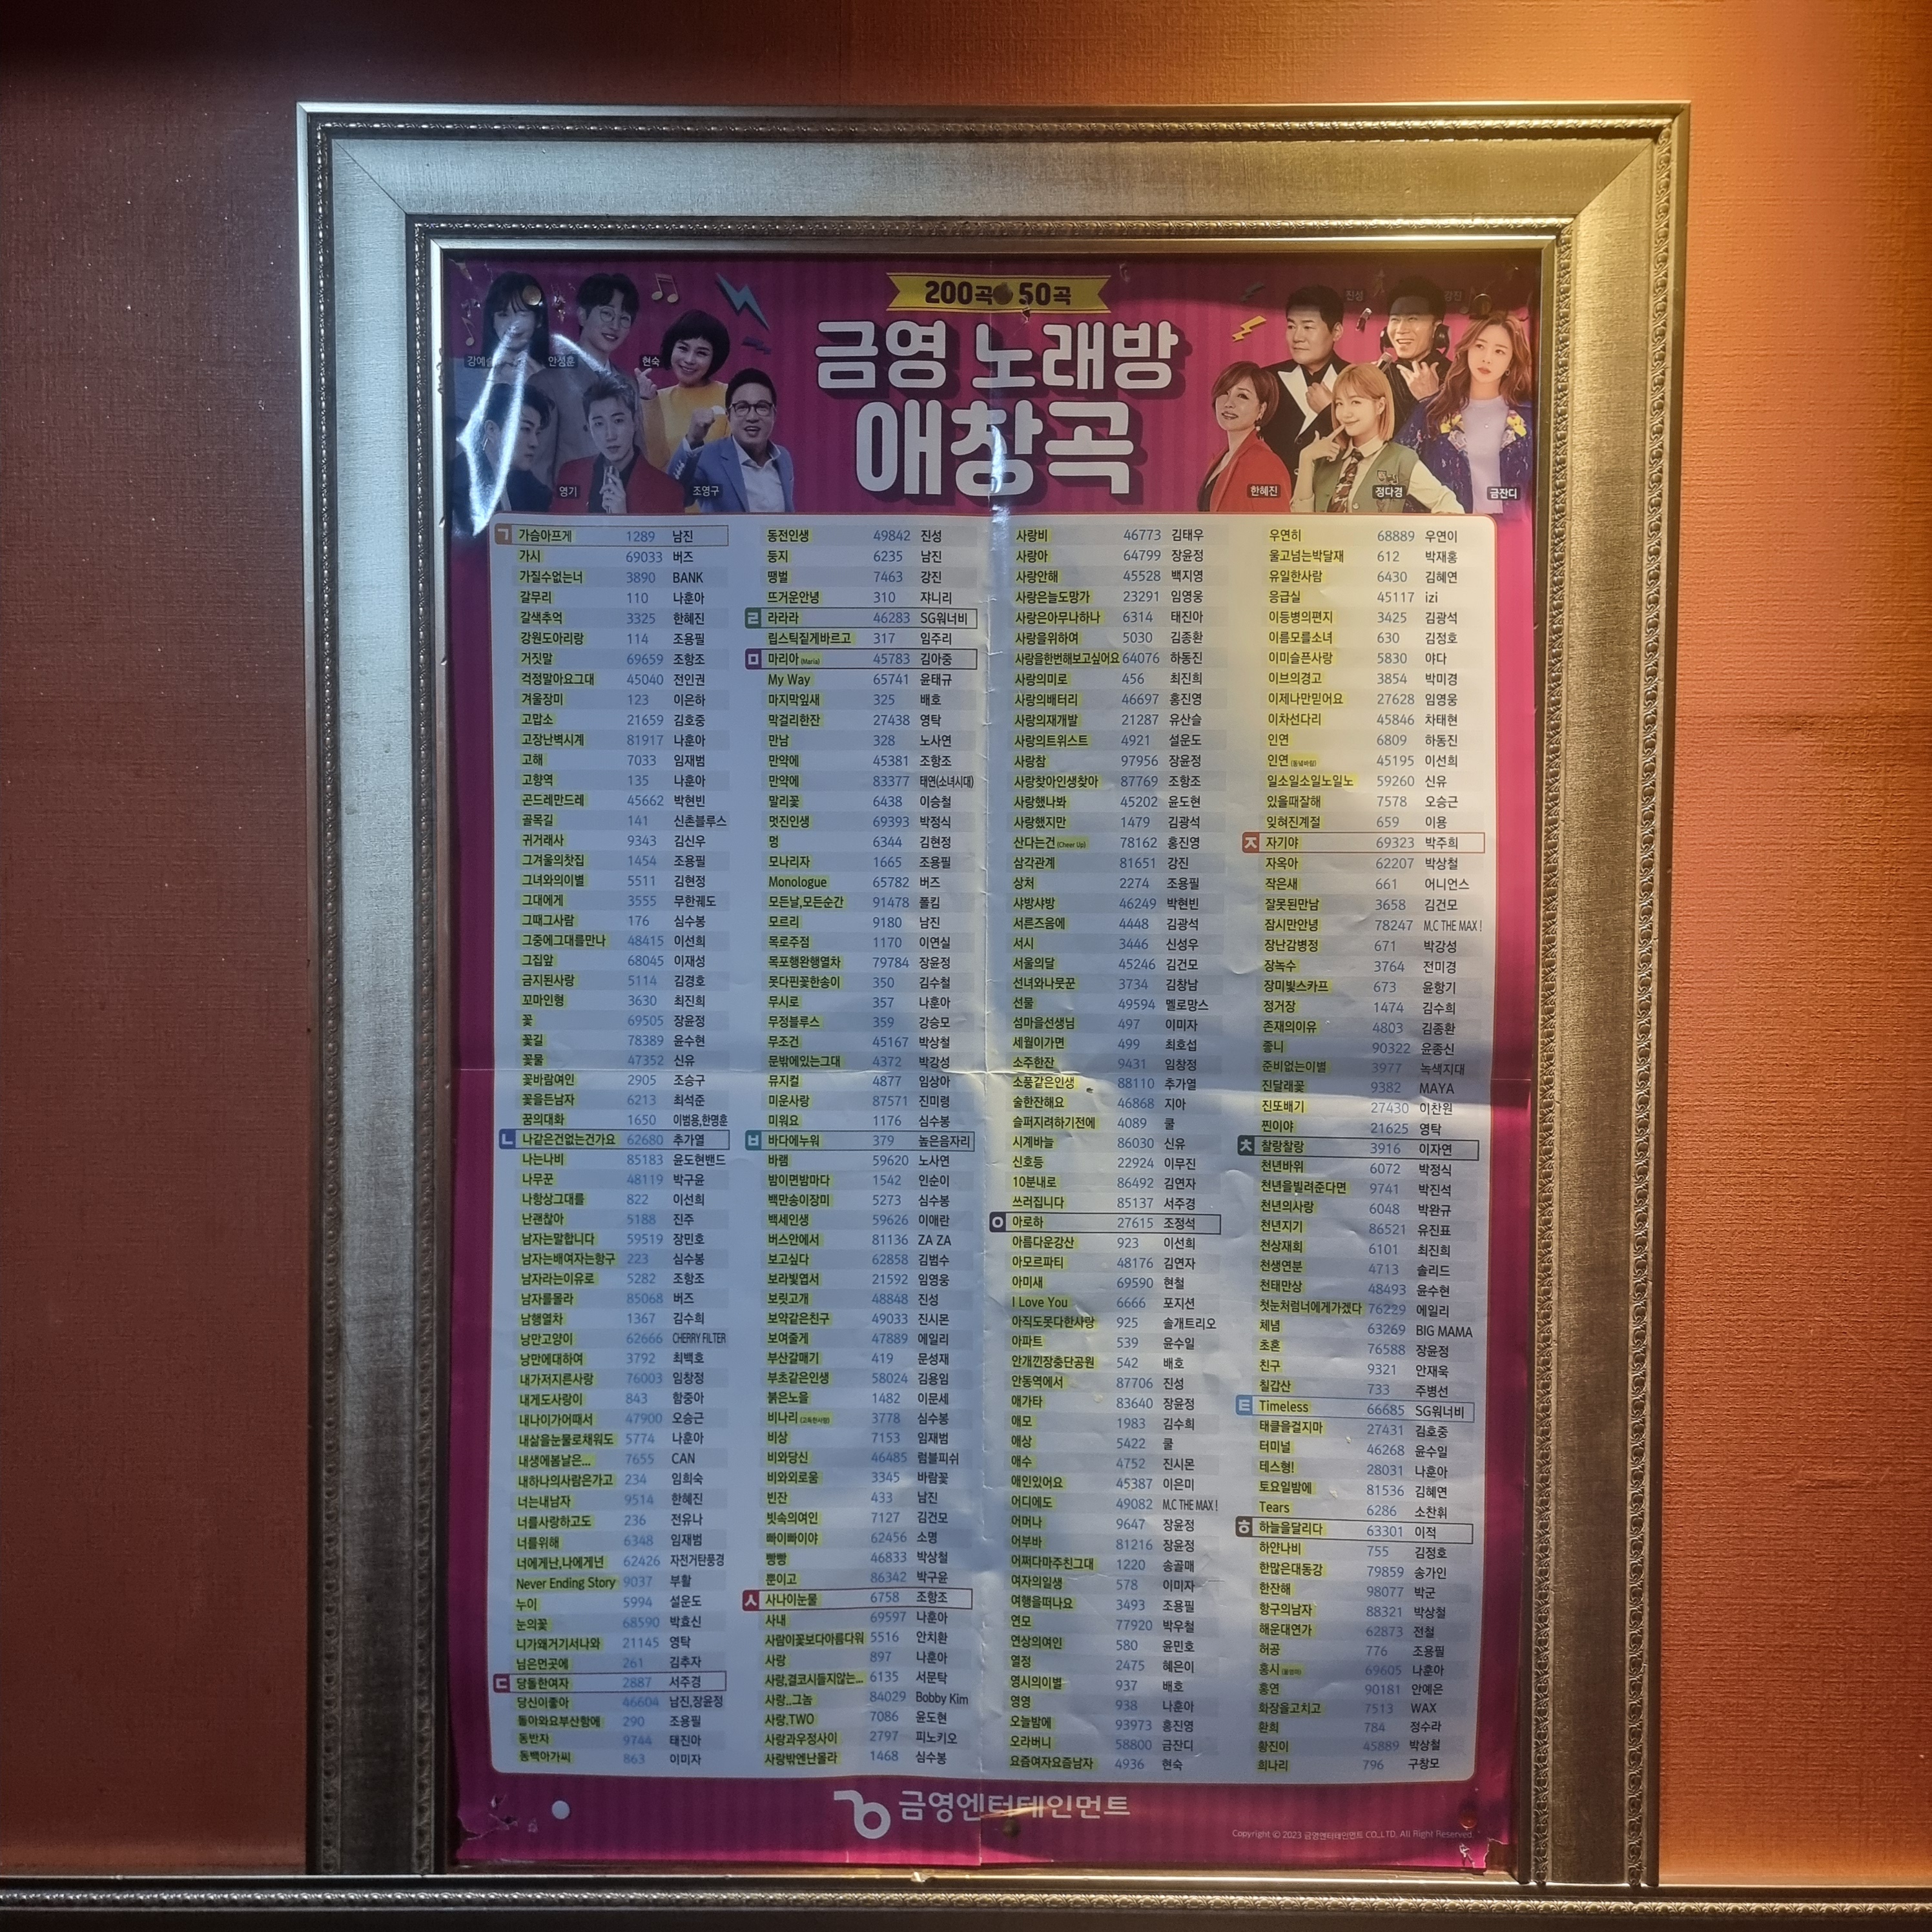 200곡 50곡
금영 노래방
애창곡
강예슬
안성훈
현숙
영기
조영구
진성
강진
한혜진
정다경
금잔디
ㄱ 가슴아프게 1289 남진
가시 69033 버즈
가질수없는너 3890 BANK
갈무리 110 나훈아
갈색추억 3325 한혜진
강원도아리랑 114 조용필
거짓말 69659 조항조
걱정말아요그대 45040 전인권
겨울장미 123 이은하
고맙소 21659 김호중
고장난벽시계 81917 나훈아
고해 7033 임재범
고향역 135 나훈아
곤드레만드레 45662 박현빈
골목길 141 신촌블루스
귀거래사 9343 김신우
그겨울의찻집 1454 조용필
그녀와의이별 5511 김현정
그대에게 3555 무한궤도
그때그사람 176 심수봉
그중에그대를만나 48415 이선희
그집앞 68045 이재성
금지된사랑 5114 김경호
꼬마인형 3630 최진희
꽃 69505 장윤정
꽃길 78389 윤수현
꽃물 47352 신유
꽃바람여인 2905 조승구
꽃을든남자 6213 최석준
꿈의대화 1650 이범용,한명훈
ㄴ 나같은건없는건가요 62680 추가열
나는나비 85183 윤도현밴드
나무꾼 48119 박구윤
나항상그대를 822 이선희
난괜찮아 5188 진주
남자는말합니다 59519 장민호
남자는배여자는항구 223 심수봉
남자라는이유로 5282 조항조
남자를몰라 85068 버즈
남행열차 1367 김수희
낭만고양이 62666 CHERRY FILTER
낭만에대하여 3792 최백호
내가저지른사랑 76003 임창정
내게도사랑이 843 함중아
내나이가어때서 47900 오승근
내삶을눈물로채워도 5774 나훈아
내생에봄날은... 7655 CAN
내하나의사람은가고 234 임희숙
너는내남자 9514 한혜진
너를사랑하고도 236 전유나
너를위해 6348 임재범
너에게난,나에게넌 62426 자전거탄풍경
Never Ending Story 9037 부활
누이 5994 설운도
눈의꽃 68590 박효신
니가왜거기서나와 21145 영탁
님은먼곳에 261 김추자
ㄷ 당돌한여자 2887 서주경
당신이좋아 46604 남진,장윤정
돌아와요부산항에 290 조용필
동반자 9744 태진아
동백아가씨 863 이미자
동전인생 49842 진성
둥지 6235 남진
땡벌 7463 강진
뜨거운안녕 310 쟈니리
ㄹ 라라라 46283 SG워너비
립스틱짙게바르고 317 임주리
ㅁ 마리아 (Maria) 45783 김아중
My Way 65741 윤태규
마지막잎새 325 배호
막걸리한잔 27438 영탁
만남 328 노사연
만약에 45381 조항조
만약에 83377 태연(소녀시대)
말리꽃 6438 이승철
멋진인생 69393 박정식
멍 6344 김현정
모나리자 1665 조용필
Monologue 65782 버즈
모든날,모든순간 91478 폴킴
모르리 9180 남진
목로주점 1170 이연실
목포행완행열차 79784 장윤정
못다핀꽃한송이 350 김수철
무시로 357 나훈아
무정블루스 359 강승모
무조건 45167 박상철
문밖에있는그대 4372 박강성
뮤지컬 4877 임상아
미운사랑 87571 진미령
미워요 1176 심수봉
ㅂ 바다에누워 379 높은음자리
바램 59620 노사연
밤이면밤마다 1542 인순이
백만송이장미 5273 심수봉
백세인생 59626 이애란
버스안에서 81136 ZA ZA
보고싶다 62858 김범수
보라빛엽서 21592 임영웅
보릿고개 48848 진성
보약같은친구 49033 진시몬
보여줄게 47889 에일리
부산갈매기 419 문성재
부초같은인생 58024 김용임
붉은노을 1482 이문세
비나리 (고독한사랑) 3778 심수봉
비상 7153 임재범
비와당신 46485 럼블피쉬
비와외로움 3345 바람꽃
빈잔 433 남진
빗속의여인 7127 김건모
빠이빠이야 62456 소명
빵빵 46833 박상철
뿐이고 86342 박구윤
ㅅ 사나이눈물 6758 조항조
사내 69597 나훈아
사람이꽃보다아름다워 5516 안치환
사랑 897 나훈아
사랑,결코시들지않는... 6135 서문탁
사랑...그놈 84029 Bobby Kim
사랑.TWO 7086 윤도현
사랑과우정사이 2797 피노키오
사랑밖엔난몰라 1468 심수봉
사랑비 46773 김태우
사랑아 64799 장윤정
사랑안해 45528 백지영
사랑은늘도망가 23291 임영웅
사랑은아무나하나 6314 태진아
사랑을위하여 5030 김종환
사랑을한번해보고싶어요 64076 하동진
사랑의미로 456 최진희
사랑의배터리 46697 홍진영
사랑의재개발 21287 유산슬
사랑의트위스트 4921 설운도
사랑참 97956 장윤정
사랑찾아인생찾아 87769 조항조
사랑했나봐 45202 윤도현
사랑했지만 1479 김광석
산다는건 (Cheer Up) 78162 홍진영
삼각관계 81651 강진
상처 2274 조용필
샤방샤방 46249 박현빈
서른즈음에 4448 김광석
서시 3446 신성우
서울의달 45246 김건모
선녀와나뭇꾼 3734 김창남
선물 49594 멜로망스
섬마을선생님 497 이미자
세월이가면 499 최호섭
소주한잔 9431 임창정
소풍같은인생 88110 추가열
술한잔해요 46868 지아
슬퍼지려하기전에 4089 쿨
시계바늘 86030 신유
신호등 22924 이무진
10분내로 86492 김연자
쓰러집니다 85137 서주경
ㅇ 아로하 27615 조정석
아름다운강산 923 이선희
아모르파티 48176 김연자
아미새 69590 현철
I Love You 6666 포지션
아직도못다한사랑 925 솔개트리오
아파트 539 윤수일
안개낀장충단공원 542 배호
안동역에서 87706 진성
애가타 83640 장윤정
애모 1983 김수희
애상 5422 쿨
애수 4752 진시몬
애인있어요 45387 이은미
어디에도 49082 M.C THE MAX!
어머나 9647 장윤정
어부바 81216 장윤정
어쩌다마주친그대 1220 송골매
여자의일생 578 이미자
여행을떠나요 3493 조용필
연모 77920 박우철
연상의여인 580 윤민호
열정 2475 혜은이
영시의이별 937 배호
영영 938 나훈아
오늘밤에 93973 홍진영
오라버니 58800 금잔디
요즘여자요즘남자 4936 현숙
우연히 68889 우연이
울고넘는박달재 612 박재홍
유일한사람 6430 김혜연
응급실 45117 izi
이등병의편지 3425 김광석
이름모를소녀 630 김정호
이미슬픈사랑 5830 야다
이브의경고 3854 박미경
이제나만믿어요 27628 임영웅
이차선다리 45846 차태현
인연 6809 하동진
인연 (동녘바람) 45195 이선희
일소일소일노일노 59260 신유
있을때잘해 7578 오승근
잊혀진계절 659 이용
ㅈ 자기야 69323 박주희
자옥아 62207 박상철
작은새 661 어니언스
잘못된만남 3658 김건모
잠시만안녕 78247 M.C THE MAX!
장난감병정 671 박강성
장녹수 3764 전미경
장미빛스카프 673 윤항기
정거장 1474 김수희
존재의이유 4803 김종환
좋니 90322 윤종신
준비없는이별 3977 녹색지대
진달래꽃 9382 MAYA
진또배기 27430 이찬원
찐이야 21625 영탁
ㅊ 찰랑찰랑 3916 이자연
천년바위 6072 박정식
천년을빌려준다면 9741 박진석
천년의사랑 6048 박완규
천년지기 86521 유진표
천상재회 6101 최진희
천생연분 4713 솔리드
천태만상 48493 윤수현
첫눈처럼너에게가겠다 76229 에일리
체념 63269 BIG MAMA
초혼 76588 장윤정
친구 9321 안재욱
칠갑산 733 주병선
ㅌ Timeless 66685 SG워너비
태클을걸지마 27431 김호중
터미널 46268 윤수일
테스형! 28031 나훈아
토요일밤에 81536 김혜연
Tears 6286 소찬휘
ㅎ 하늘을달리다 63301 이적
하얀나비 755 김정호
한많은대동강 79859 송가인
한잔해 98077 박군
항구의남자 88321 박상철
해운대연가 62873 전철
허공 776 조용필
홍시 69605 나훈아
홍연 90181 안예은
화장을고치고 7513 WAX
환희 784 정수라
황진이 45889 박상철
희나리 796 구창모
금영엔터테인먼트
Copyright © 2023 금영엔터테인먼트 CO.,LTD. All Right Reserved.